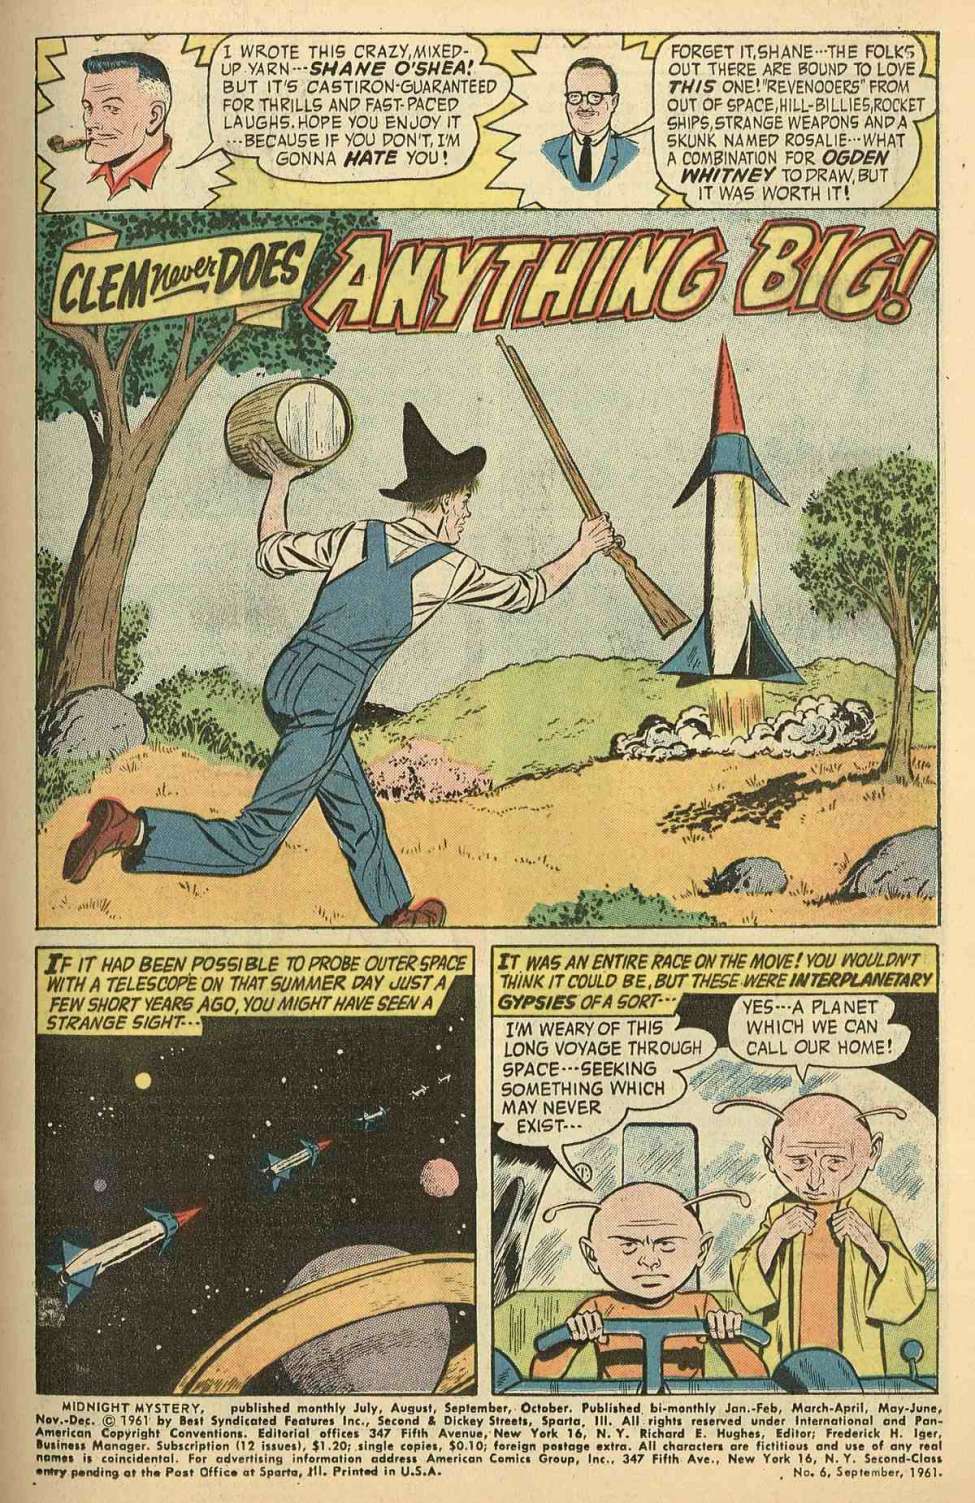 I WROTE THIS CRAZY, MIXED-
UP YARN---SHANE O'SHEA!
BUT IT'S CASTIRON-GUARANTEED
FOR THRILLS AND FAST-PACED
LAUGHS. HOPE YOU ENJOY IT
---BECAUSE IF YOU DON'T, I'M
GONNA HATE YOU!
FORGET IT, SHANE---THE FOLKS
OUT THERE ARE BOUND TO LOVE
THIS ONE! "REVENOOERS" FROM
OUT OF SPACE, HILL-BILLIES, ROCKET
SHIPS, STRANGE WEAPONS AND A
SKUNK NAMED ROSALIE---WHAT
A COMBINATION FOR OGDEN
WHITNEY TO DRAW, BUT
IT WAS WORTH IT!
CLEM never DOES
ANYTHING BIG!
IF IT HAD BEEN POSSIBLE TO PROBE OUTER SPACE
WITH A TELESCOPE ON THAT SUMMER DAY JUST A
FEW SHORT YEARS AGO, YOU MIGHT HAVE SEEN A
STRANGE SIGHT---
IT WAS AN ENTIRE RACE ON THE MOVE! YOU WOULDN'T
THINK IT COULD BE, BUT THESE WERE INTERPLANETARY
GYPSIES OF A SORT---
I'M WEARY OF THIS
LONG VOYAGE THROUGH
SPACE---SEEKING
SOMETHING WHICH
MAY NEVER
EXIST---
YES---A PLANET
WHICH WE CAN
CALL OUR HOME!
MIDNIGHT MYSTERY, published monthly July, August, September, October. Published bi-monthly Jan.-Feb, March-April, May-June,
Nov.-Dec. © 1961 by Best Syndicated Features Inc., Second & Dickey Streets, Sparta, Ill. All rights reserved under International and Pan-
American Copyright Conventions. Editorial offices 347 Fifth Avenue, New York 16, N. Y. Richard E. Hughes, Editor; Frederick H. Iger,
Business Manager. Subscription (12 issues), $1.20; single copies, $0.10; foreign postage extra. All characters are fictitious and use of any real
names is coincidental. For advertising information address American Comics Group, Inc., 347 Fifth Ave., New York 16, N. Y. Second-Class
entry pending at the Post Office at Sparta, Ill. Printed in U.S.A.
No. 6, September, 1961.